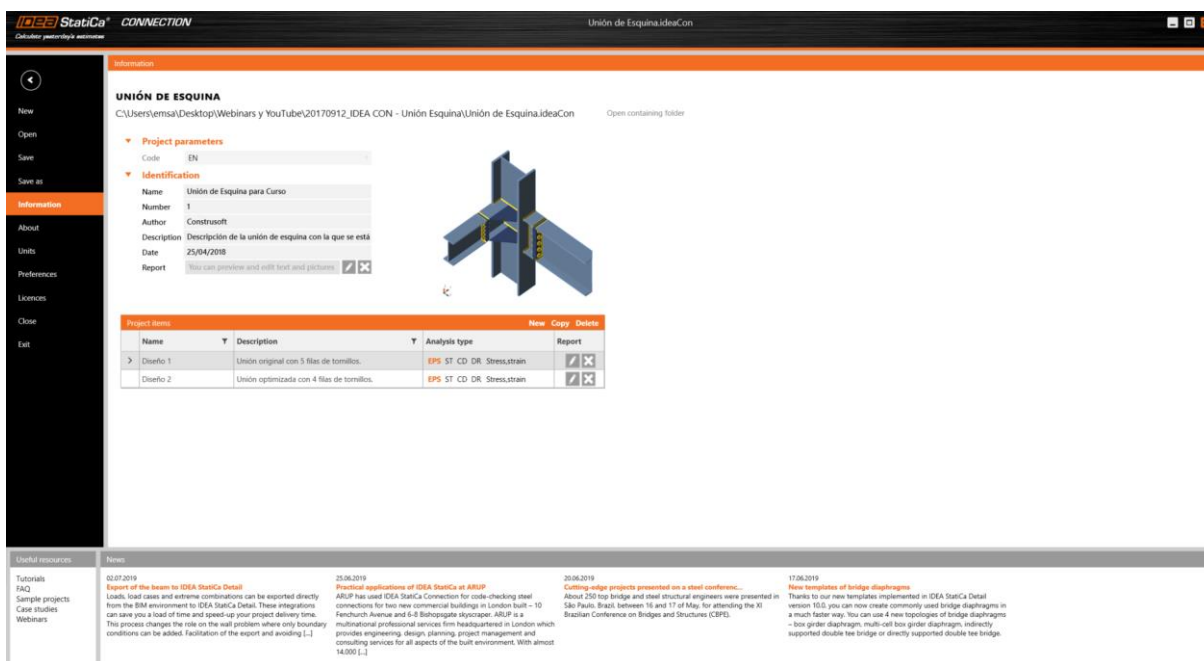 IDEA StatiCa® CONNECTION
Calculate yesterday's estimates
Unión de Esquina.ideaCon
New
Open
Save
Save as
Information
About
Units
Preferences
Licences
Close
Exit
Information
UNIÓN DE ESQUINA
C:\Users\emsa\Desktop\Webinars y YouTube\20170912_IDEA CON - Unión Esquina\Unión de Esquina.ideaCon Open containing folder
Project parameters
Code EN
Identification
Name Unión de Esquina para Curso
Number 1
Author Construsoft
Description Descripción de la unión de esquina con la que se está
Date 25/04/2018
Report You can preview and edit text and pictures
Project items New Copy Delete
Name Description Analysis type Report
Diseño 1 Unión original con 5 filas de tornillos. EPS ST CD DR Stress,strain
Diseño 2 Unión optimizada con 4 filas de tornillos. EPS ST CD DR Stress,strain
Useful resources
Tutorials
FAQ
Sample projects
Case studies
Webinars
News
02.07.2019
Export of the beam to IDEA StatiCa Detail
Loads, load cases and extreme combinations can be exported directly
from the BIM environment to IDEA StatiCa Detail. These integrations
can save you a load of time and speed-up your project delivery time.
This process changes the role on the wall problem where only boundary
conditions can be added. Facilitation of the export and avoiding [...]
25.06.2019
Practical applications of IDEA StatiCa at ARUP
ARUP has used IDEA StatiCa Connection for code-checking steel
connections for two new commercial buildings in London built – 10
Fenchurch Avenue and 6-8 Bishopsgate skyscraper. ARUP is a
multinational professional services firm headquartered in London which
provides engineering, design, planning, project management and
consulting services for all aspects of the built environment. With almost
14,000 [...]
20.06.2019
Cutting-edge projects presented on a steel conferenc...
About 250 top bridge and steel structural engineers were presented in
São Paulo, Brazil, between 16 and 17 of May, for attending the XI
Brazilian Conference on Bridges and Structures (CBPE).
17.06.2019
New templates of bridge diaphragms
Thanks to our new templates implemented in IDEA StatiCa Detail
version 10.0, you can now create commonly used bridge diaphragms in
a much faster way. You can use 4 new topologies of bridge diaphragms
– box girder diaphragm, multi-cell box girder diaphragm, indirectly
supported double tee bridge or directly supported double tee bridge.